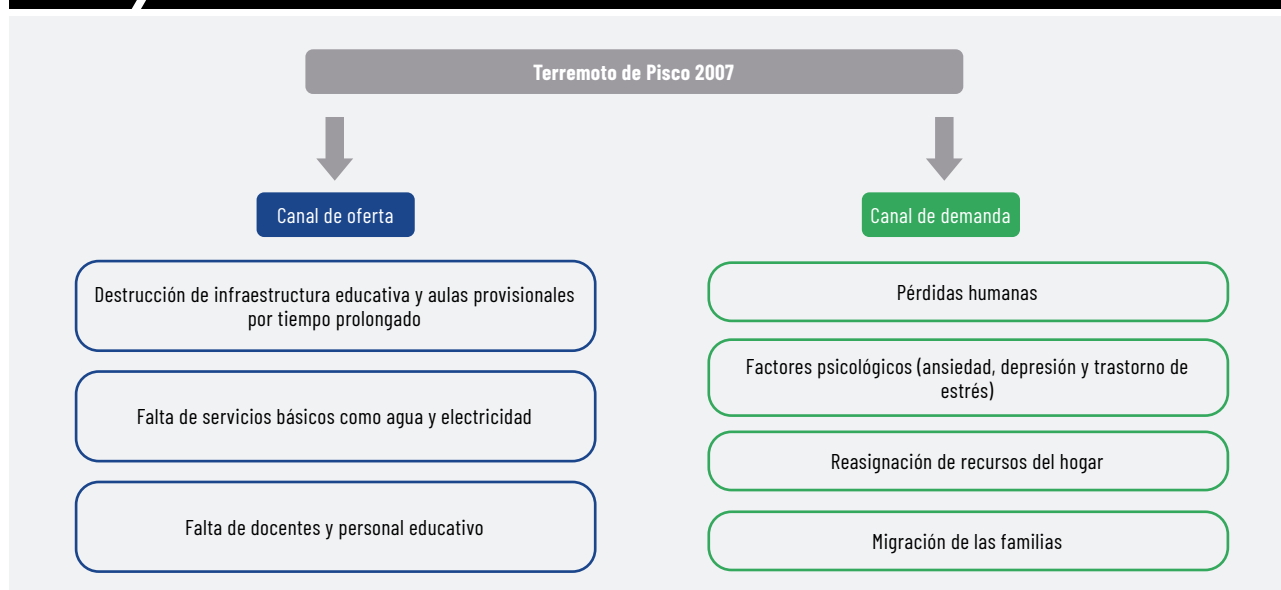 Terremoto de Pisco 2007
Canal de oferta
Destrucción de infraestructura educativa y aulas provisionales
por tiempo prolongado
Falta de servicios básicos como agua y electricidad
Falta de docentes y personal educativo
Canal de demanda
Pérdidas humanas
Factores psicológicos (ansiedad, depresión y trastorno de
estrés)
Reasignación de recursos del hogar
Migración de las familias